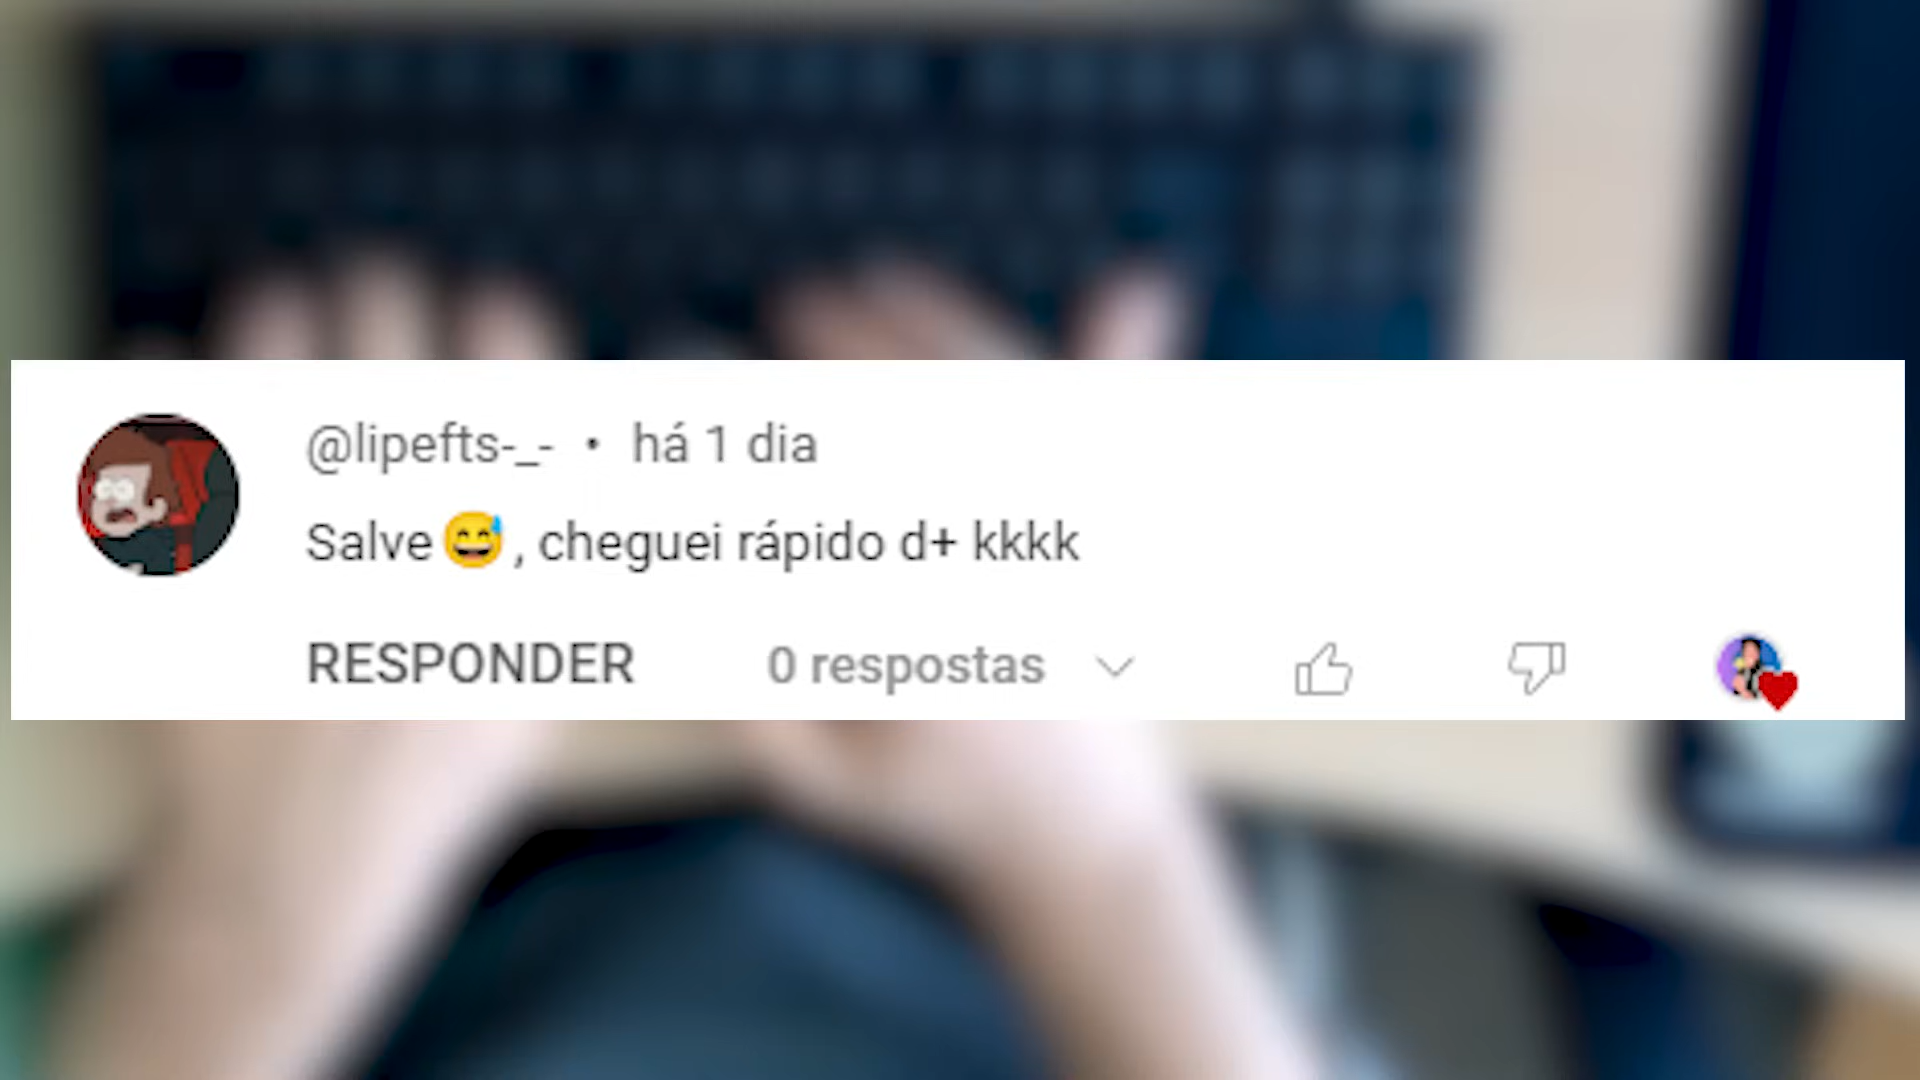 @lipefts-_- • há 1 dia
Salve😅, cheguei rápido d+ kkkk
RESPONDER 0 respostas